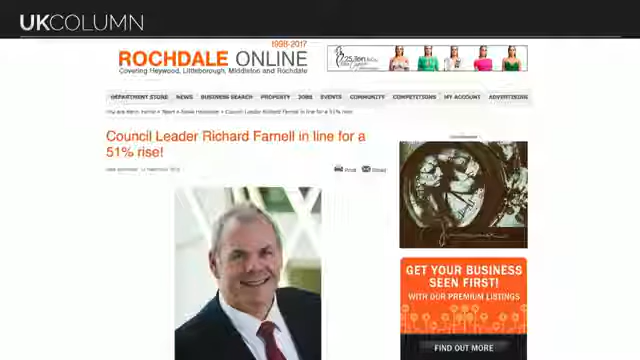 UKCOLUMN
1998-2017
ROCHDALE ONLINE
Covering Heywood, Littleborough, Middleton and Rochdale
DEPARTMENT STORE NEWS BUSINESS SEARCH PROPERTY JOBS EVENTS COMMUNITY COMPETITIONS MY ACCOUNT ADVERTISING
Council Leader Richard Farnell in line for a
51% rise!
Print Email
GET YOUR BUSINESS
SEEN FIRST!
WITH OUR PREMIUM LISTINGS
FIND OUT MORE